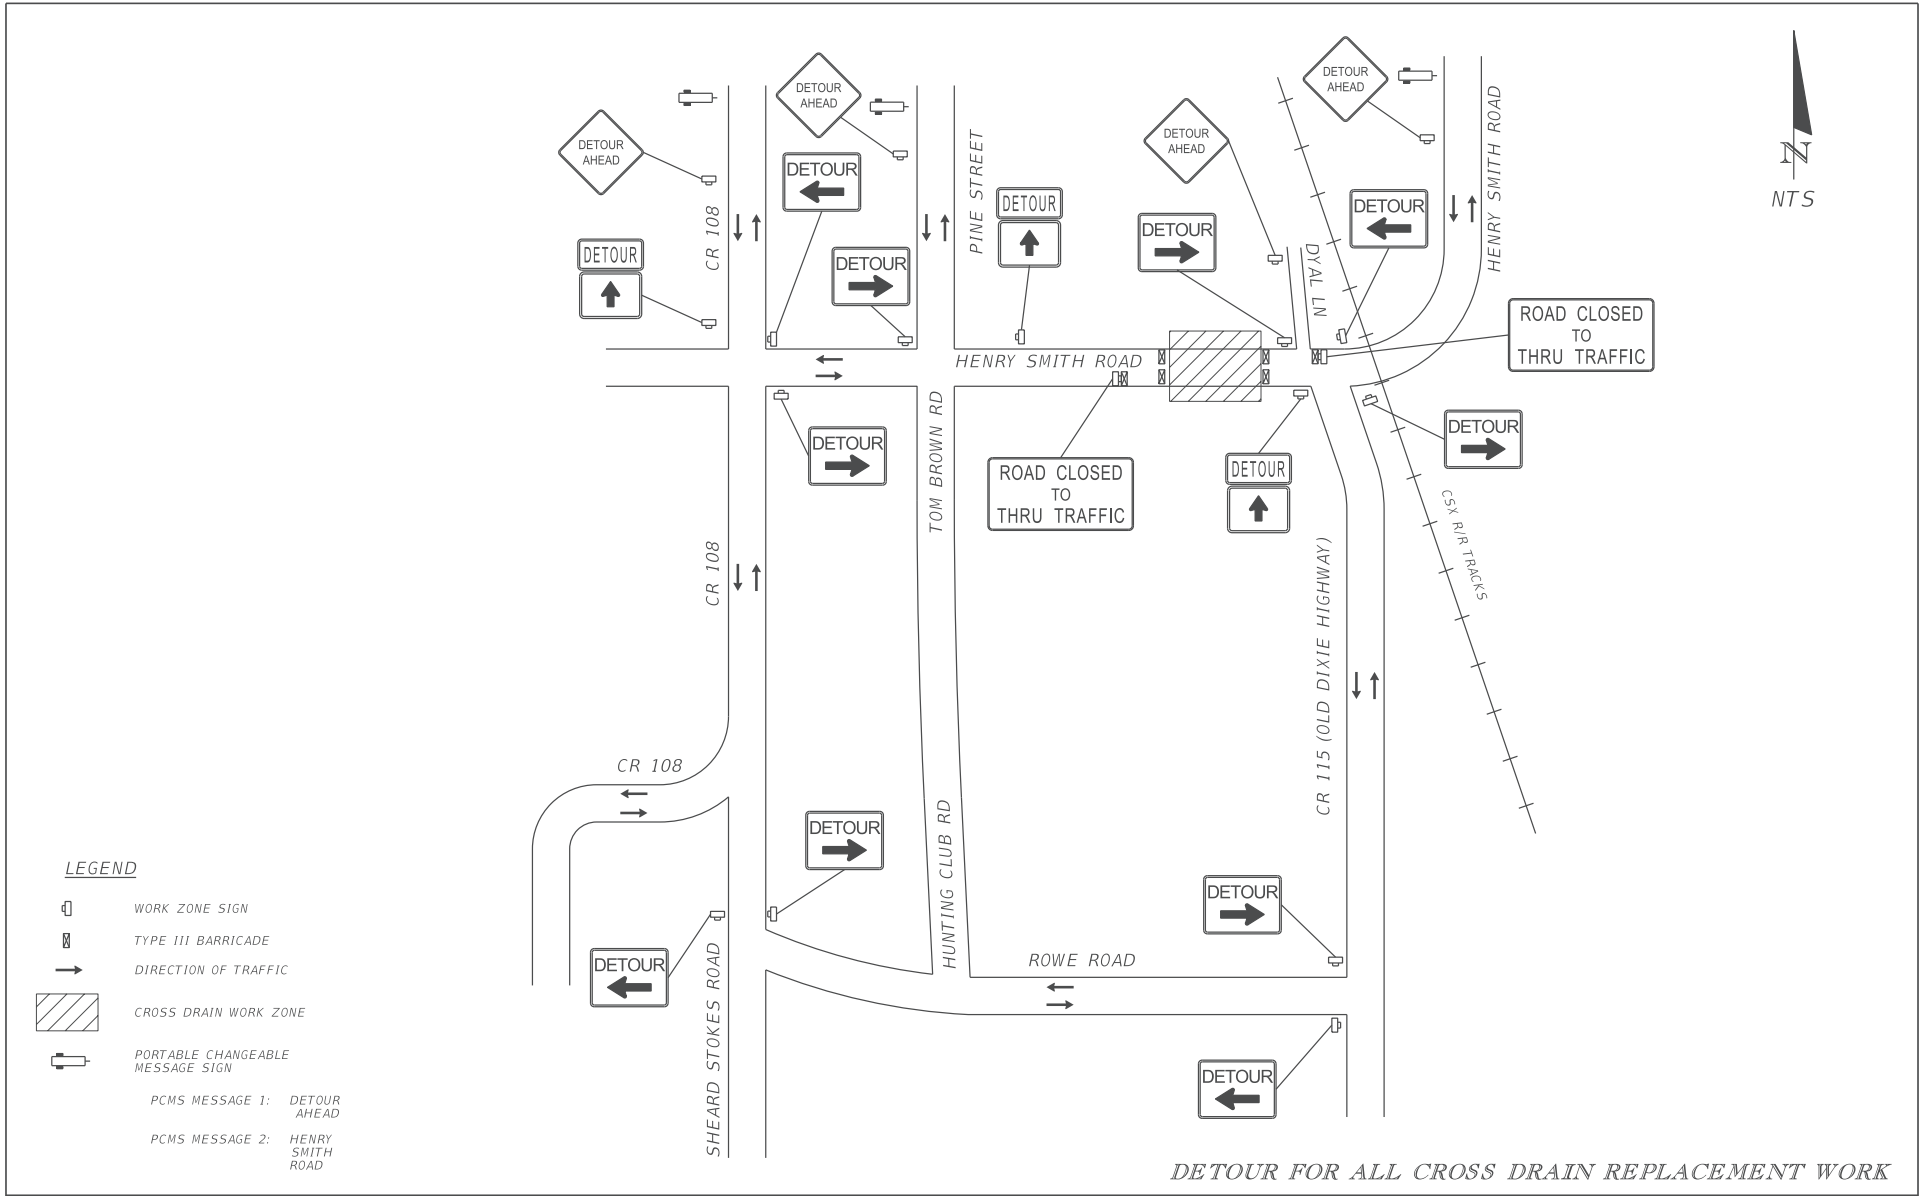 DETOUR
AHEAD
DETOUR
AHEAD
DETOUR
AHEAD
DETOUR
AHEAD
DETOUR
DETOUR
DETOUR
DETOUR
DETOUR
DETOUR
CR 108
PINE STREET
DYAL LN
HENRY SMITH ROAD
N
NTS
ROAD CLOSED
TO
THRU TRAFFIC
HENRY SMITH ROAD
DETOUR
TOM BROWN RD
ROAD CLOSED
TO
THRU TRAFFIC
DETOUR
DETOUR
CSX R/R TRACKS
CR 108
CR 115 (OLD DIXIE HIGHWAY)
CR 108
DETOUR
HUNTING CLUB RD
DETOUR
DETOUR
SHEARD STOKES ROAD
ROWE ROAD
DETOUR
LEGEND
WORK ZONE SIGN
TYPE III BARRICADE
DIRECTION OF TRAFFIC
CROSS DRAIN WORK ZONE
PORTABLE CHANGEABLE
MESSAGE SIGN
PCMS MESSAGE 1: DETOUR
AHEAD
PCMS MESSAGE 2: HENRY
SMITH
ROAD
DETOUR FOR ALL CROSS DRAIN REPLACEMENT WORK